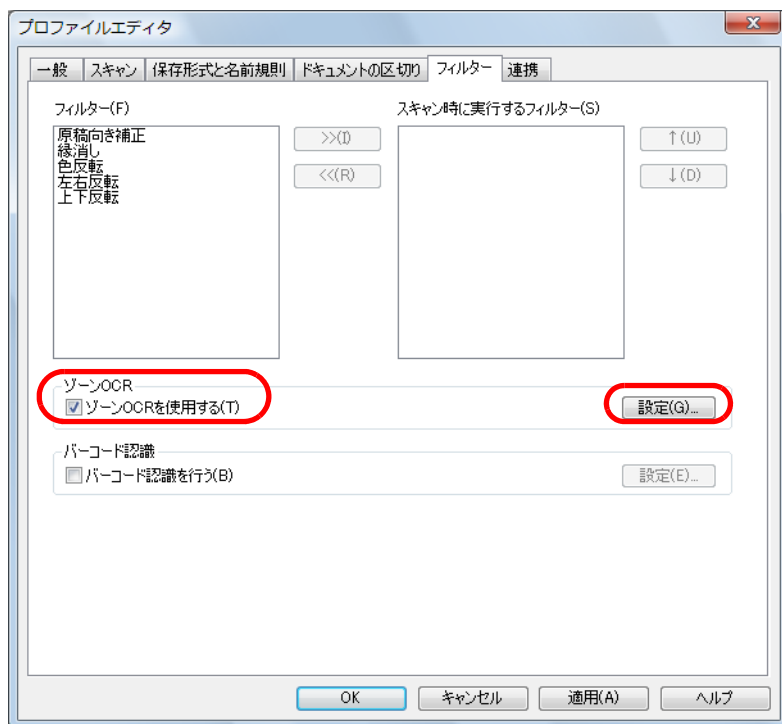 プロファイルエディタ
一般 スキャン 保存形式と名前規則 ドキュメントの区切り フィルター 連携
フィルター(F) スキャン時に実行するフィルター(S)
原稿向き補正
縁消し
色反転
左右反転
上下反転
>>(I)
<<(R)
↑(U)
↓(D)
ゾーンOCR
ゾーンOCRを使用する(T) 設定(G)...
バーコード認識
バーコード認識を行う(B) 設定(E)...
OK キャンセル 適用(A) ヘルプ